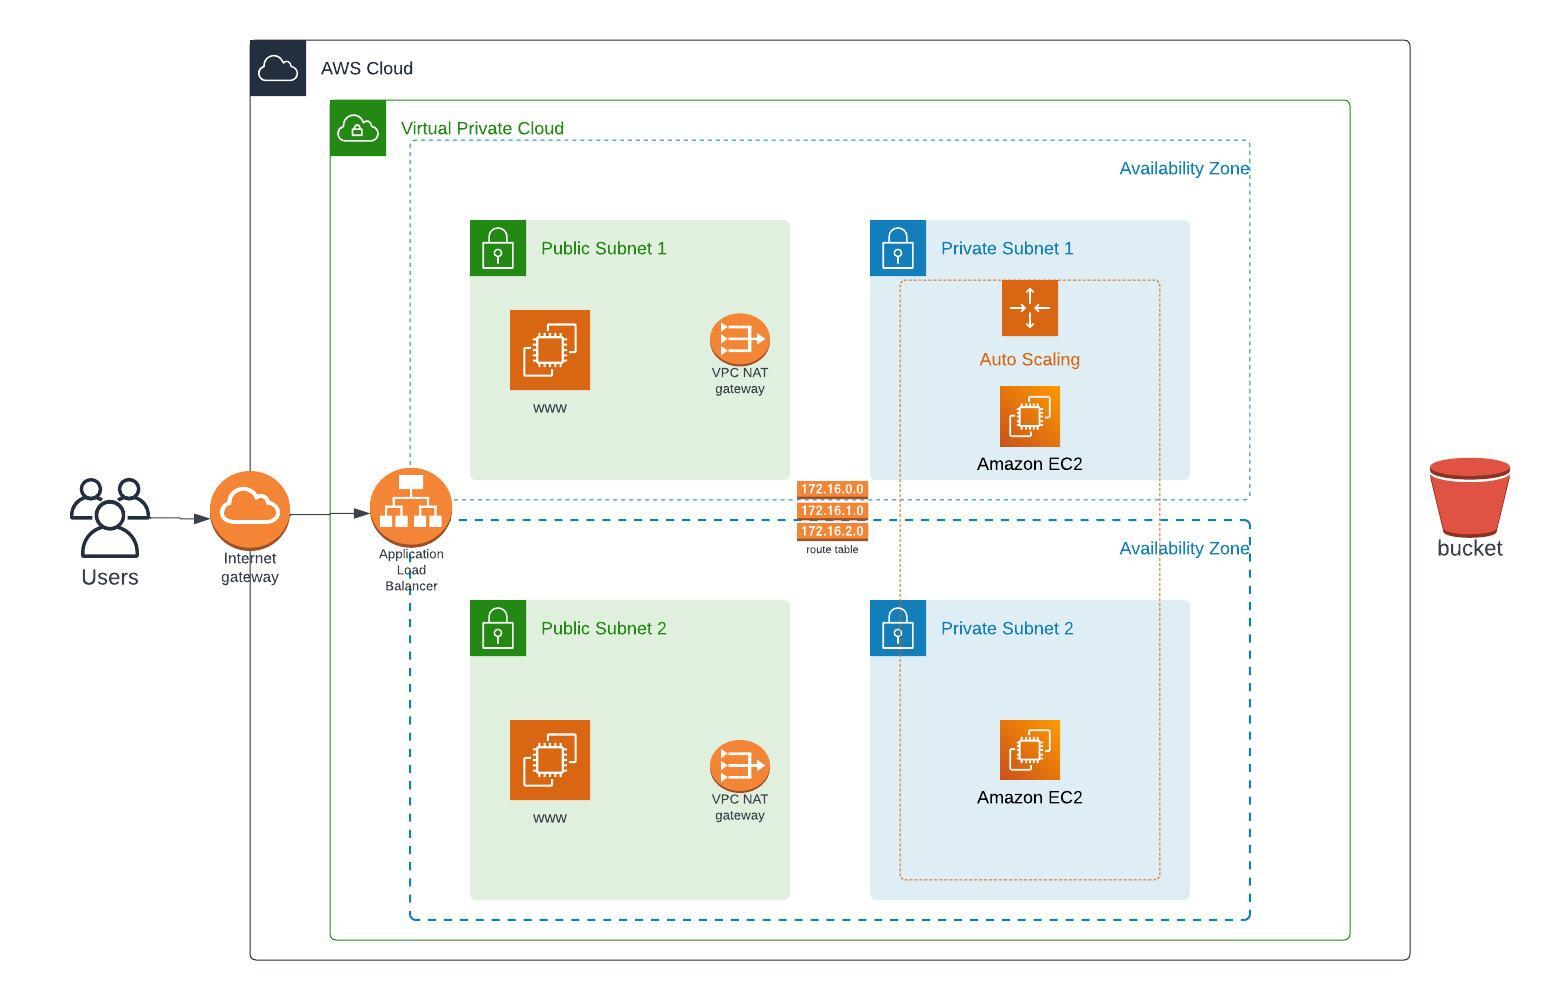 AWS Cloud
Virtual Private Cloud
Availability Zone
Public Subnet 1
Private Subnet 1
Auto Scaling
VPC NAT
gateway
www
Amazon EC2
172.16.0.0
172.16.1.0
172.16.2.0
route table
Users
Internet
gateway
Application
Load
Balancer
Availability Zone
bucket
Public Subnet 2
Private Subnet 2
www
VPC NAT
gateway
Amazon EC2